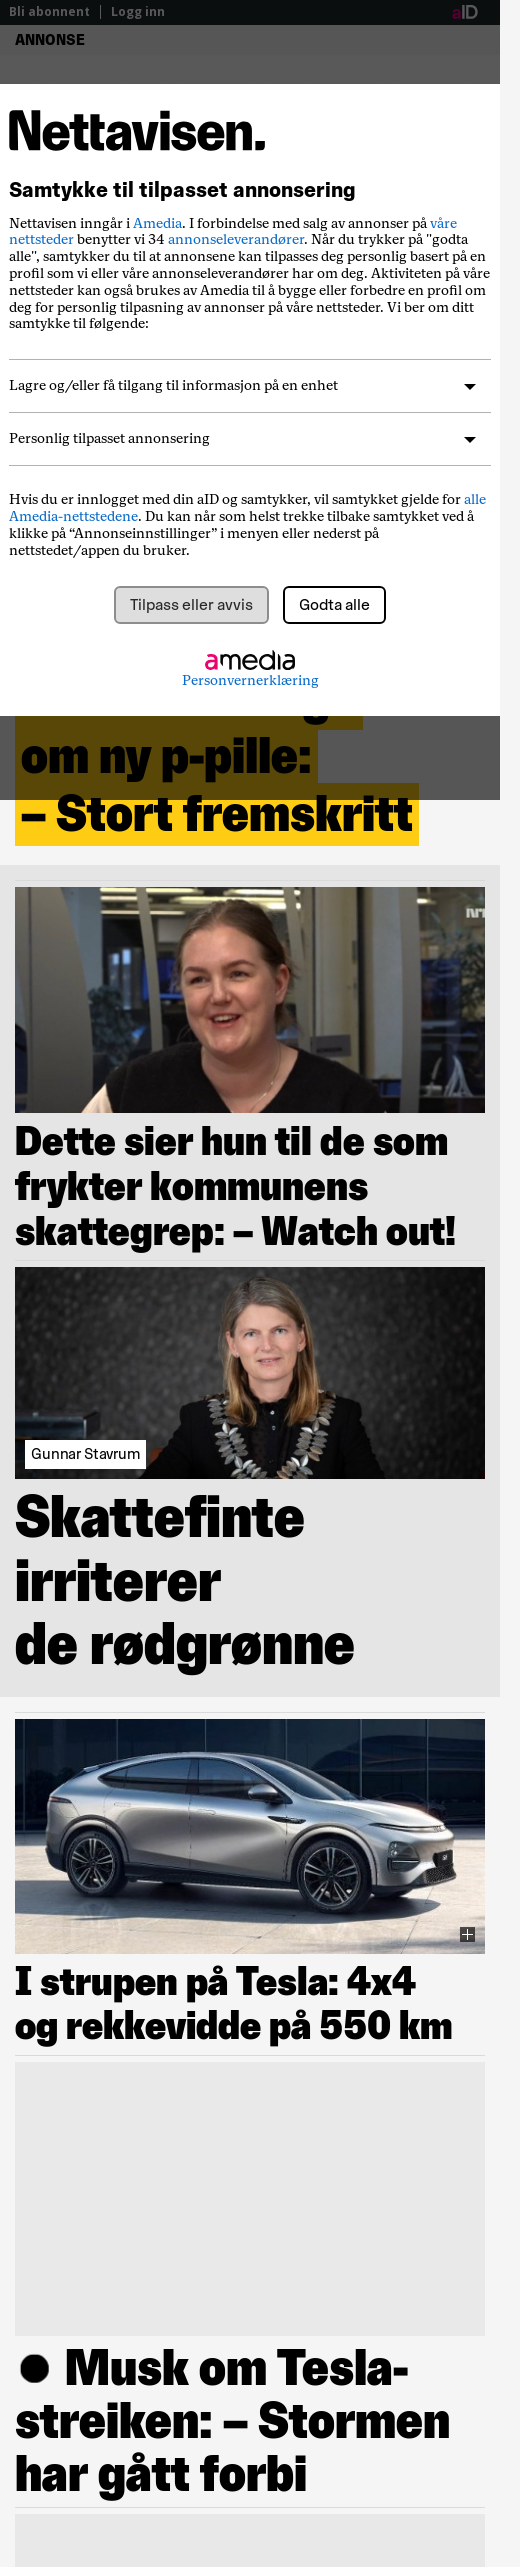 Bli abonnent | Logg inn
aID
ANNONSE
Nettavisen.
Samtykke til tilpasset annonsering
Nettavisen inngår i Amedia. I forbindelse med salg av annonser på våre
nettsteder benytter vi 34 annonseleverandører. Når du trykker på "godta
alle", samtykker du til at annonsene kan tilpasses deg personlig basert på en
profil som vi eller våre annonseleverandører har om deg. Aktiviteten på våre
nettsteder kan også brukes av Amedia til å bygge eller forbedre en profil om
deg for personlig tilpasning av annonser på våre nettsteder. Vi ber om ditt
samtykke til følgende:
Lagre og/eller få tilgang til informasjon på en enhet
Personlig tilpasset annonsering
Hvis du er innlogget med din aID og samtykker, vil samtykket gjelde for alle
Amedia-nettstedene. Du kan når som helst trekke tilbake samtykket ved å
klikke på “Annonseinnstillinger” i menyen eller nederst på
nettstedet/appen du bruker.
Tilpass eller avvis
Godta alle
amedia
Personvernerklæring
om ny p-pille:
– Stort fremskritt
Dette sier hun til de som
frykter kommunens
skattegrep: – Watch out!
Gunnar Stavrum
Skattefinte
irriterer
de rødgrønne
I strupen på Tesla: 4x4
og rekkevidde på 550 km
Musk om Tesla-
streiken: – Stormen
har gått forbi